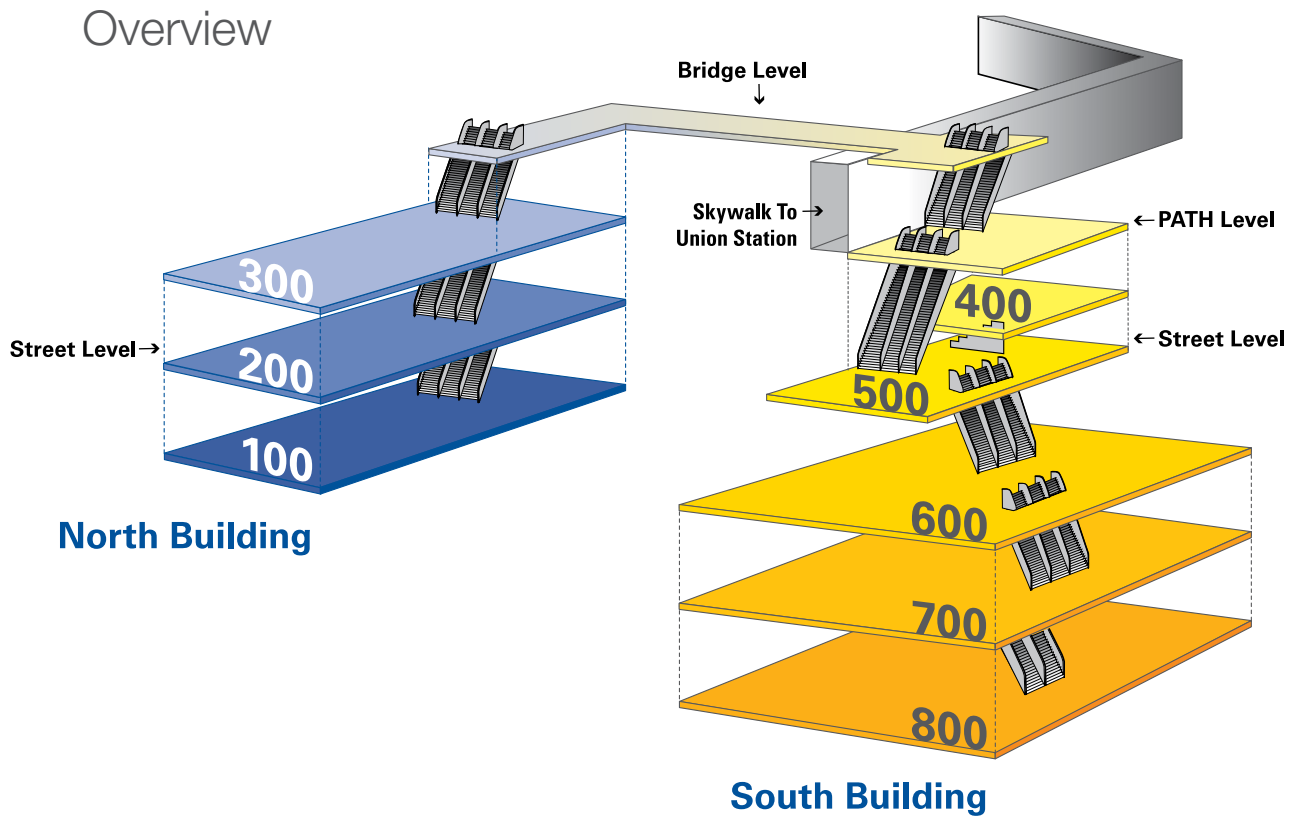 Overview
Bridge Level
Skywalk To
Union Station
PATH Level
300
400
Street Level
Street Level
200
500
100
North Building
600
700
800
South Building